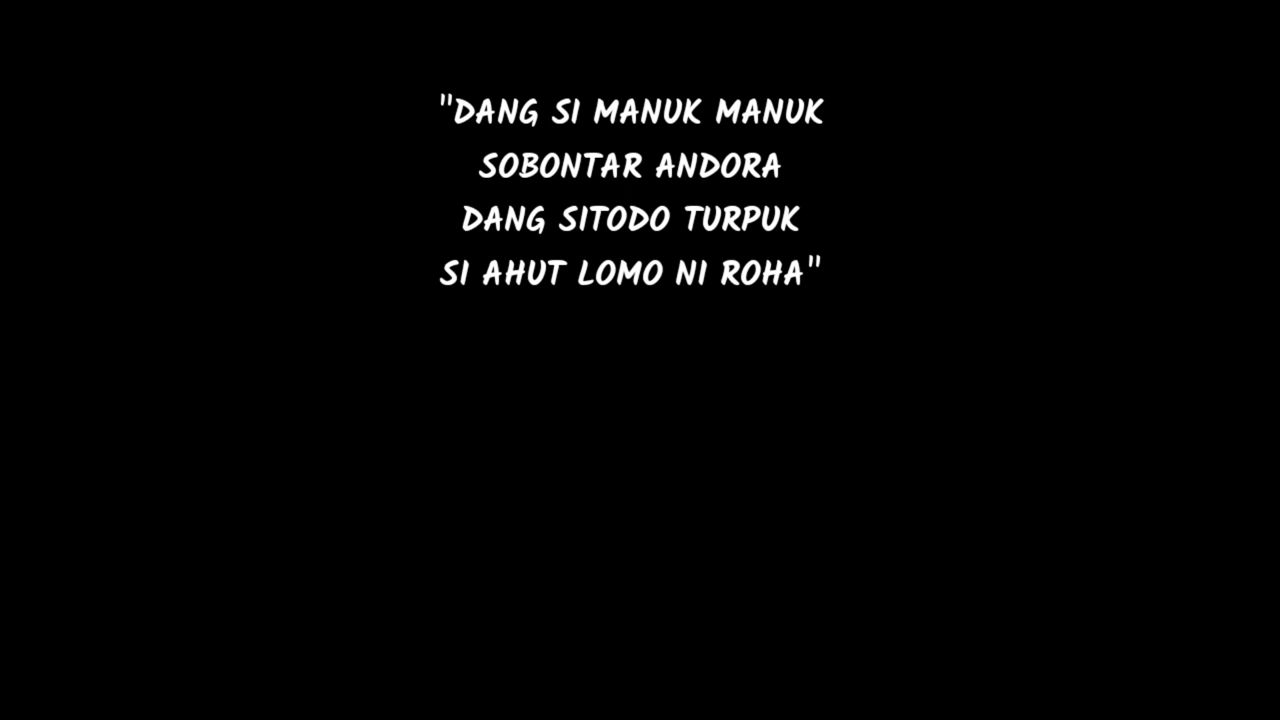 "DANG SI MANUK MANUK
SOBONTAR ANDORA
DANG SITODO TURPUK
SI AHUT LOMO NI ROHA"